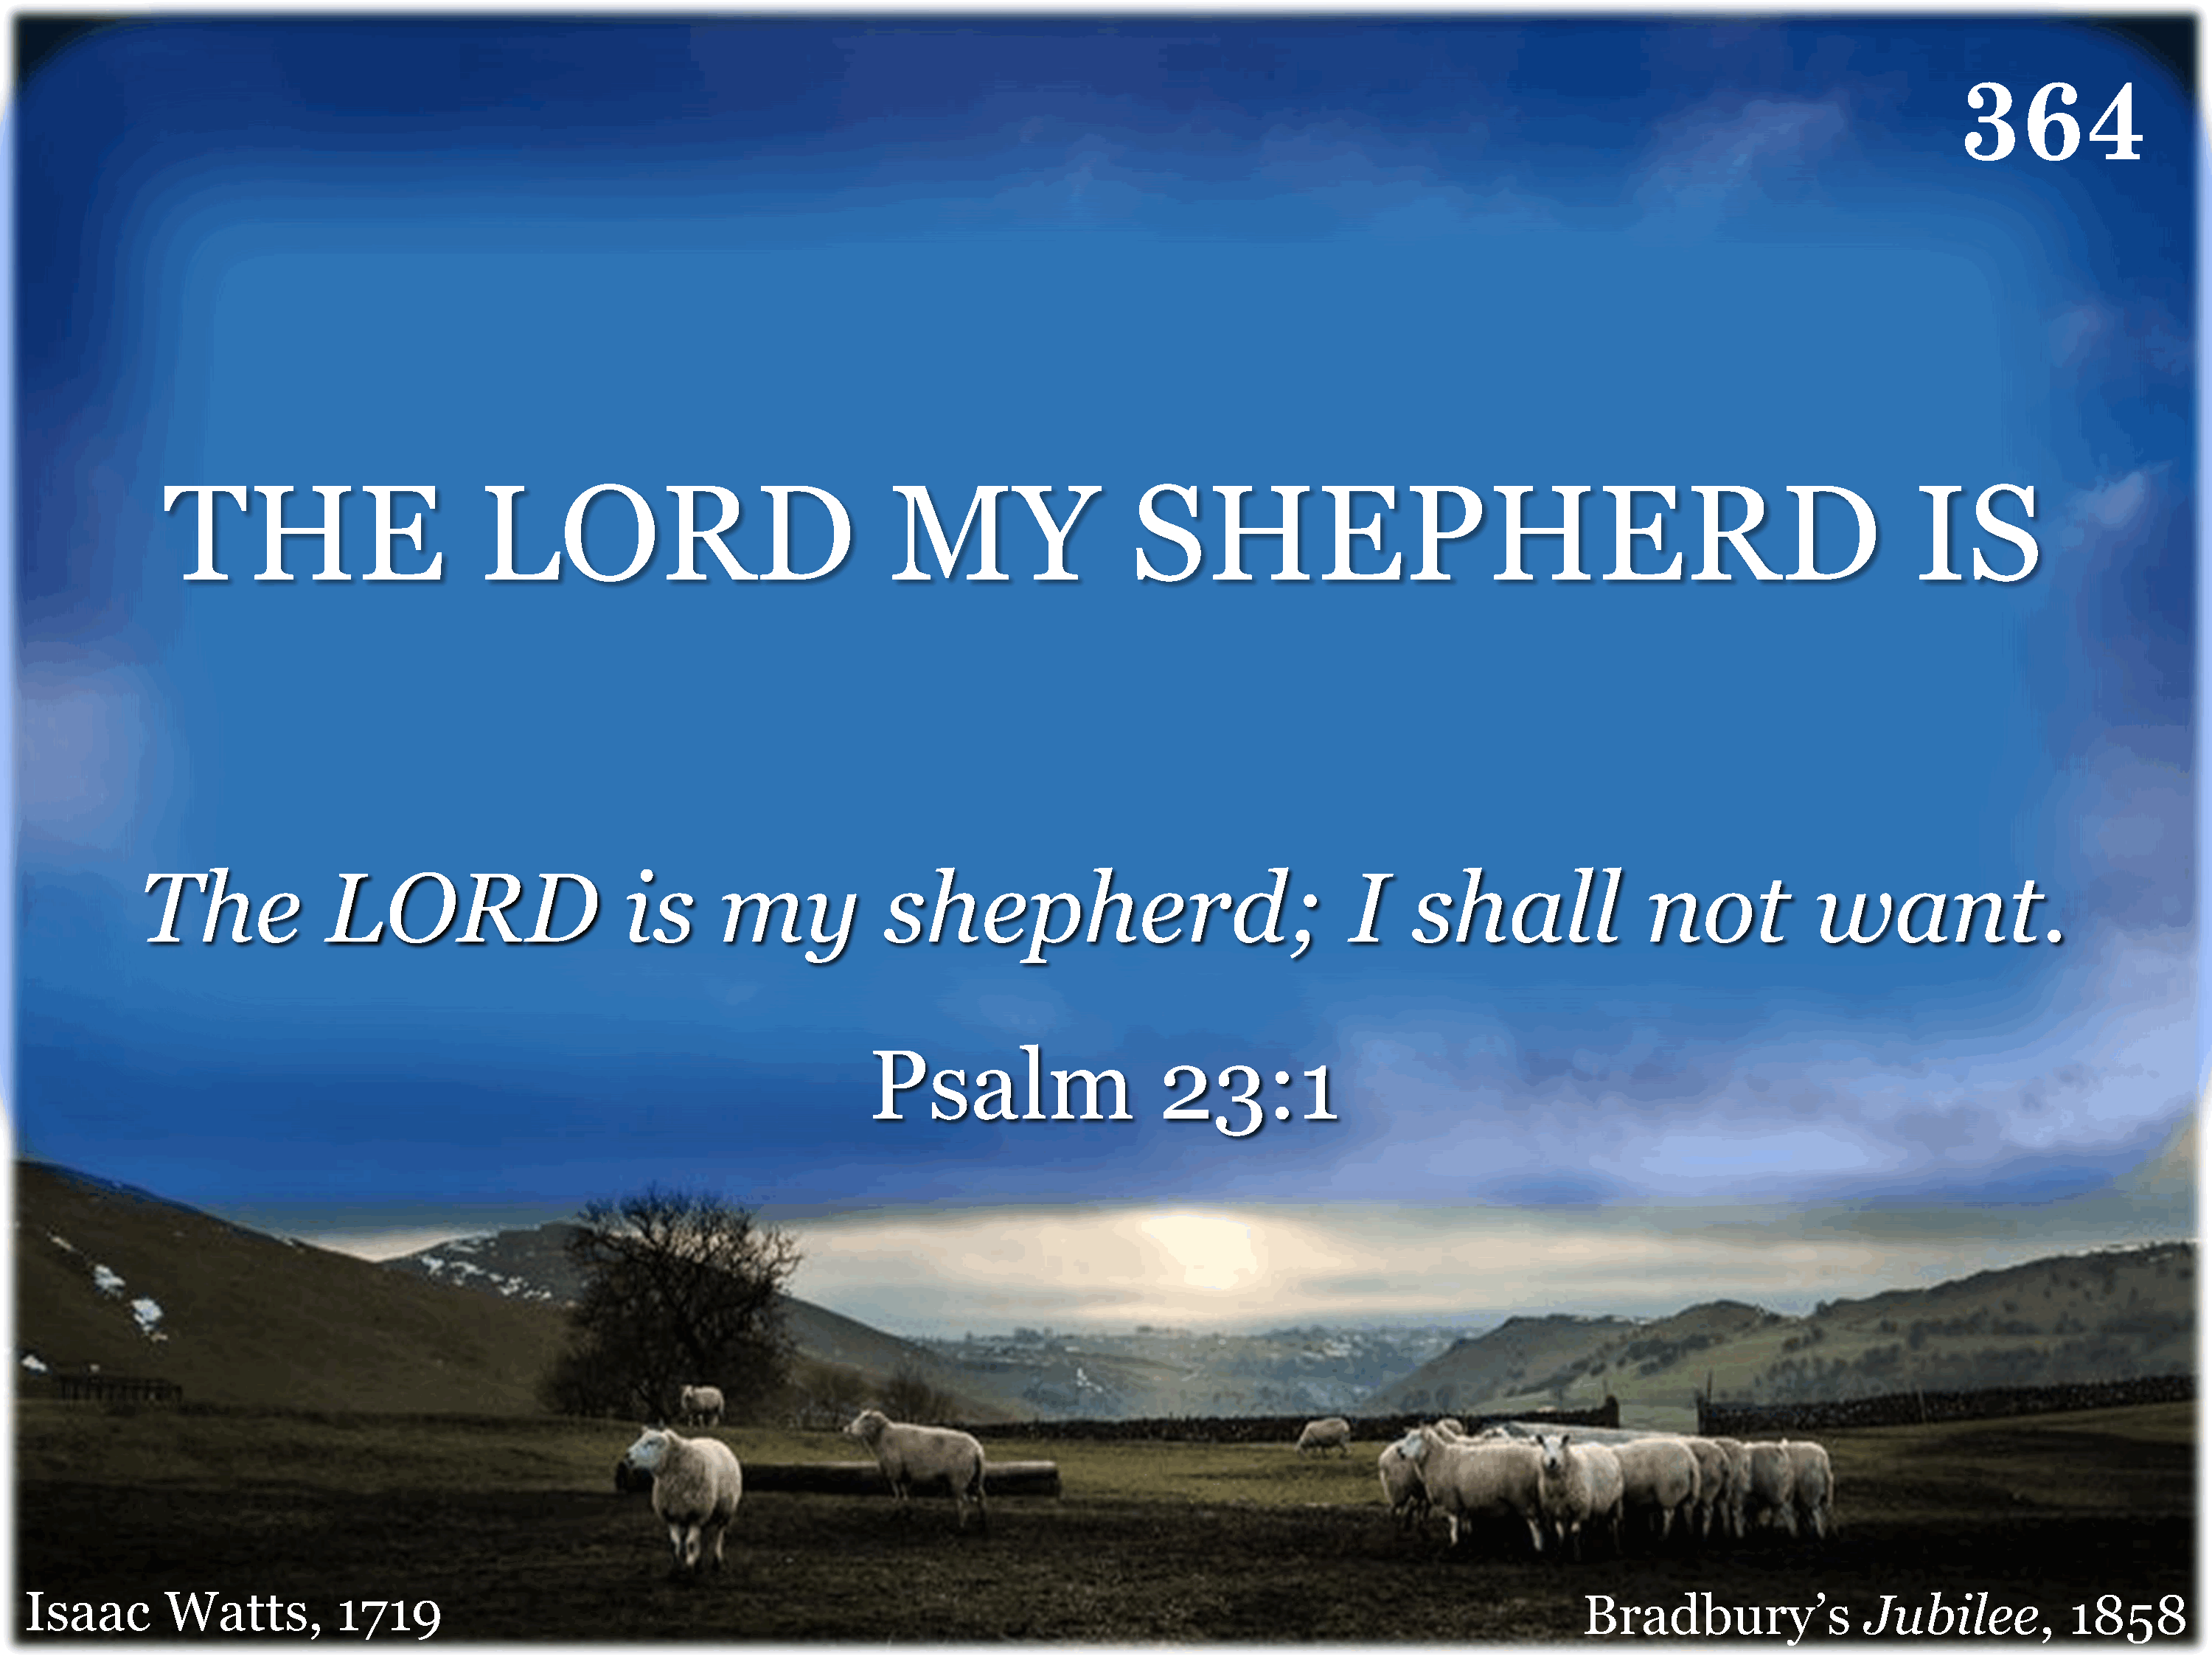 364
THE LORD MY SHEPHERD IS
The LORD is my shepherd; I shall not want.
Psalm 23:1
Isaac Watts, 1719
Bradbury’s Jubilee, 1858